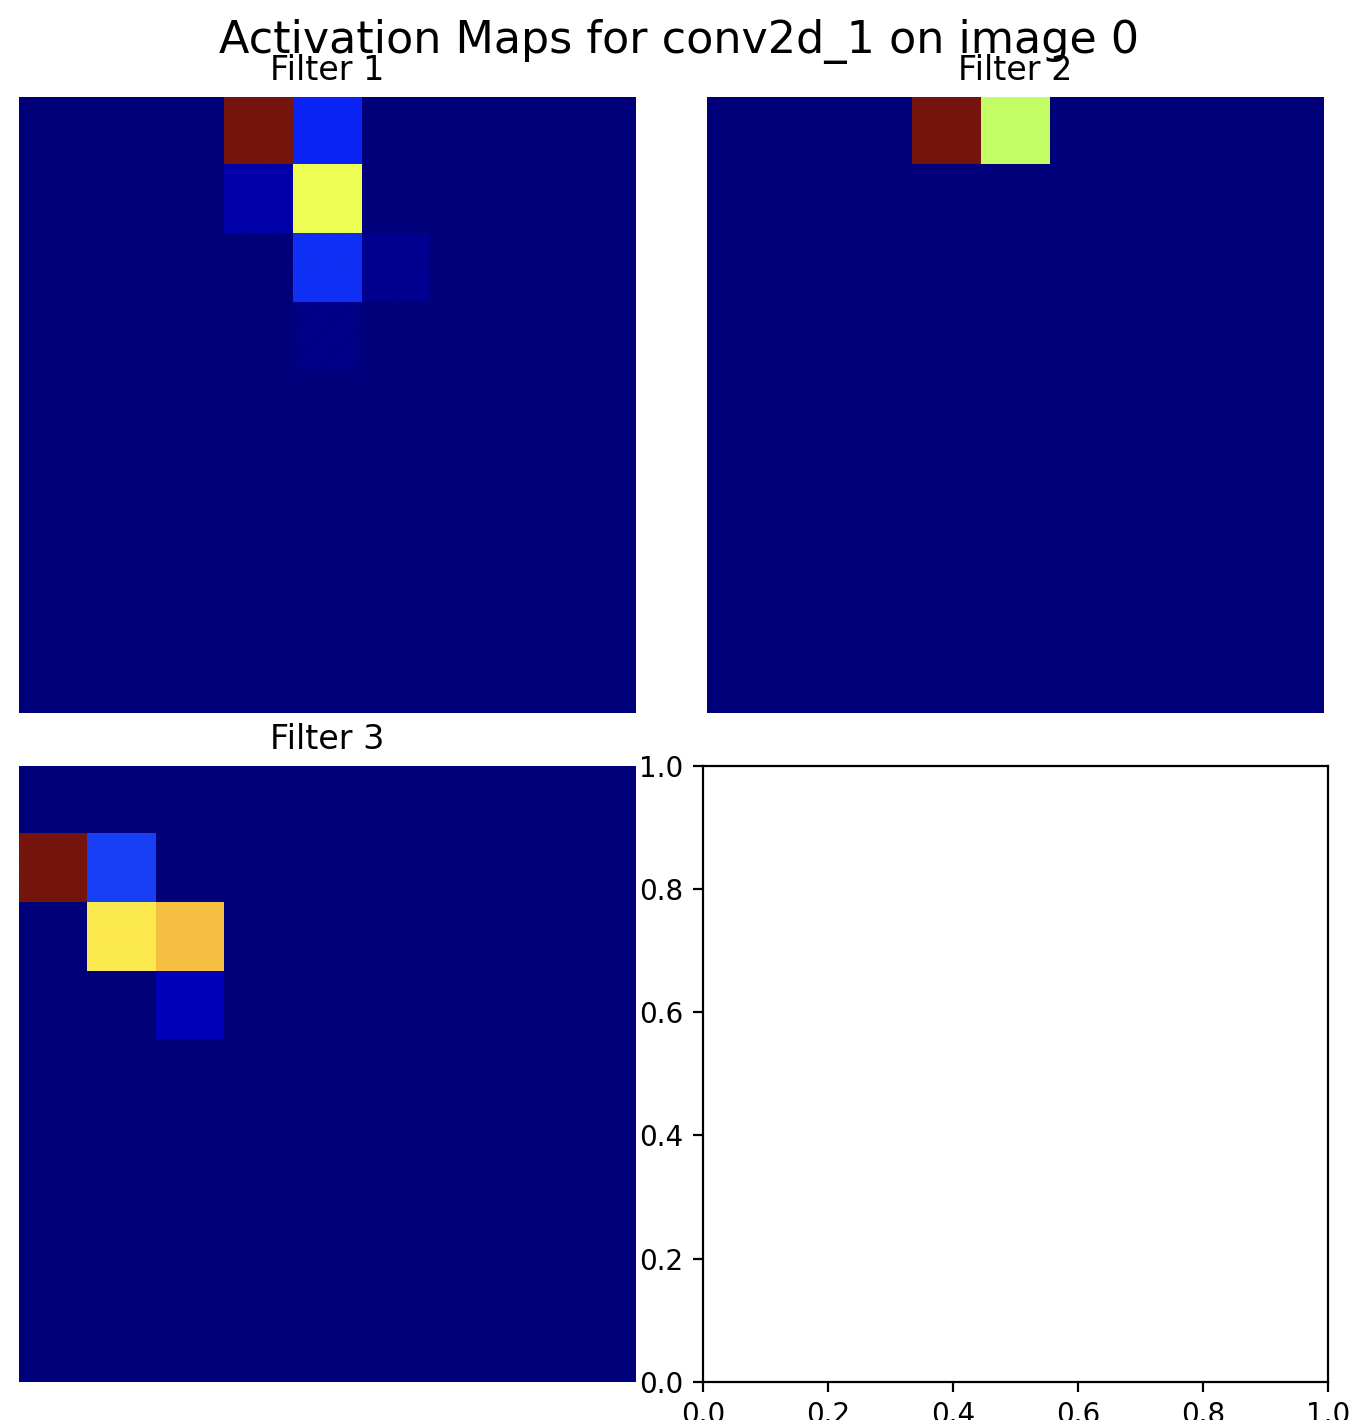 Activation Maps for conv2d_1 on image 0
Filter 1
Filter 2
Filter 3
1.0
0.8
0.6
0.4
0.2
0.0
0.0 0.2 0.4 0.6 0.8 1.0